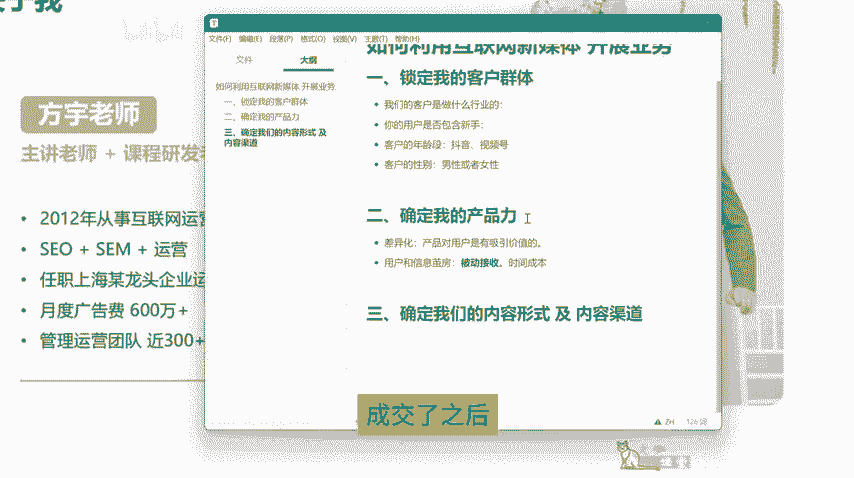 于我
方宇老师
主讲老师 + 课程研发
• 2012年从事互联网运营
• SEO + SEM + 运营
• 任职上海某龙头企业运
• 月度广告费 600万+
• 管理运营团队 近300+
T
文件(F) 编辑(E) 段落(P) 格式(O) 视图(V) 主题(T) 帮助(H)
文件 大纲
如何利用互联网新媒体 开展业务
一、锁定我的客户群体
二、确定我的产品力
三、确定我们的内容形式 及
内容渠道
如何利用互联网新媒体 开展业务
一、锁定我的客户群体
• 我们的客户是做什么行业的:
• 你的用户是否包含新手:
• 客户的年龄段: 抖音、视频号
• 客户的性别: 男性或者女性
二、确定我的产品力
• 差异化: 产品对用户是有吸引价值的。
• 用户和信息茧房: 被动接收。时间成本
三、确定我们的内容形式 及 内容渠道
成交了之后
ZH 126 词